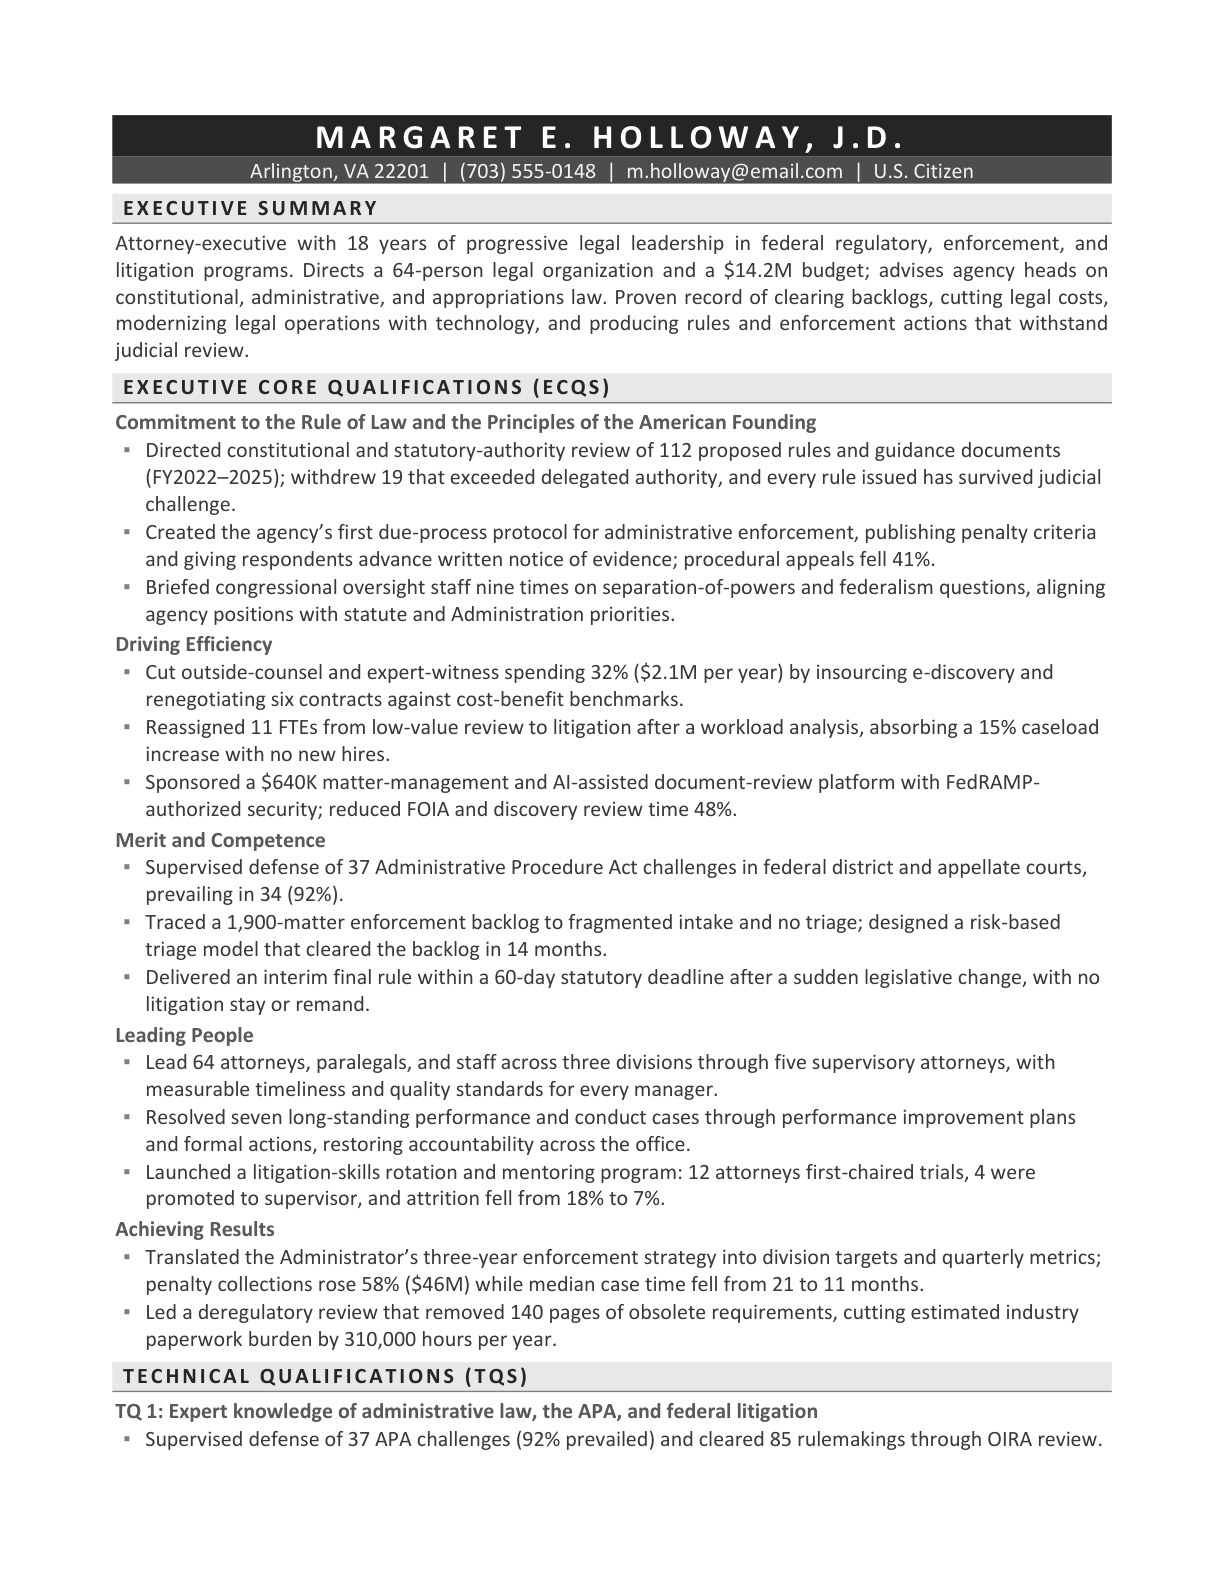 MARGARET E. HOLLOWAY, J.D.
Arlington, VA 22201 | (703) 555-0148 | m.holloway@email.com | U.S. Citizen
EXECUTIVE SUMMARY
Attorney-executive with 18 years of progressive legal leadership in federal regulatory, enforcement, and
litigation programs. Directs a 64-person legal organization and a $14.2M budget; advises agency heads on
constitutional, administrative, and appropriations law. Proven record of clearing backlogs, cutting legal costs,
modernizing legal operations with technology, and producing rules and enforcement actions that withstand
judicial review.
EXECUTIVE CORE QUALIFICATIONS (ECQS)
Commitment to the Rule of Law and the Principles of the American Founding
▪ Directed constitutional and statutory-authority review of 112 proposed rules and guidance documents
(FY2022–2025); withdrew 19 that exceeded delegated authority, and every rule issued has survived judicial
challenge.
▪ Created the agency’s first due-process protocol for administrative enforcement, publishing penalty criteria
and giving respondents advance written notice of evidence; procedural appeals fell 41%.
▪ Briefed congressional oversight staff nine times on separation-of-powers and federalism questions, aligning
agency positions with statute and Administration priorities.
Driving Efficiency
▪ Cut outside-counsel and expert-witness spending 32% ($2.1M per year) by insourcing e-discovery and
renegotiating six contracts against cost-benefit benchmarks.
▪ Reassigned 11 FTEs from low-value review to litigation after a workload analysis, absorbing a 15% caseload
increase with no new hires.
▪ Sponsored a $640K matter-management and AI-assisted document-review platform with FedRAMP-
authorized security; reduced FOIA and discovery review time 48%.
Merit and Competence
▪ Supervised defense of 37 Administrative Procedure Act challenges in federal district and appellate courts,
prevailing in 34 (92%).
▪ Traced a 1,900-matter enforcement backlog to fragmented intake and no triage; designed a risk-based
triage model that cleared the backlog in 14 months.
▪ Delivered an interim final rule within a 60-day statutory deadline after a sudden legislative change, with no
litigation stay or remand.
Leading People
▪ Lead 64 attorneys, paralegals, and staff across three divisions through five supervisory attorneys, with
measurable timeliness and quality standards for every manager.
▪ Resolved seven long-standing performance and conduct cases through performance improvement plans
and formal actions, restoring accountability across the office.
▪ Launched a litigation-skills rotation and mentoring program: 12 attorneys first-chaired trials, 4 were
promoted to supervisor, and attrition fell from 18% to 7%.
Achieving Results
▪ Translated the Administrator’s three-year enforcement strategy into division targets and quarterly metrics;
penalty collections rose 58% ($46M) while median case time fell from 21 to 11 months.
▪ Led a deregulatory review that removed 140 pages of obsolete requirements, cutting estimated industry
paperwork burden by 310,000 hours per year.
TECHNICAL QUALIFICATIONS (TQS)
TQ 1: Expert knowledge of administrative law, the APA, and federal litigation
▪ Supervised defense of 37 APA challenges (92% prevailed) and cleared 85 rulemakings through OIRA review.